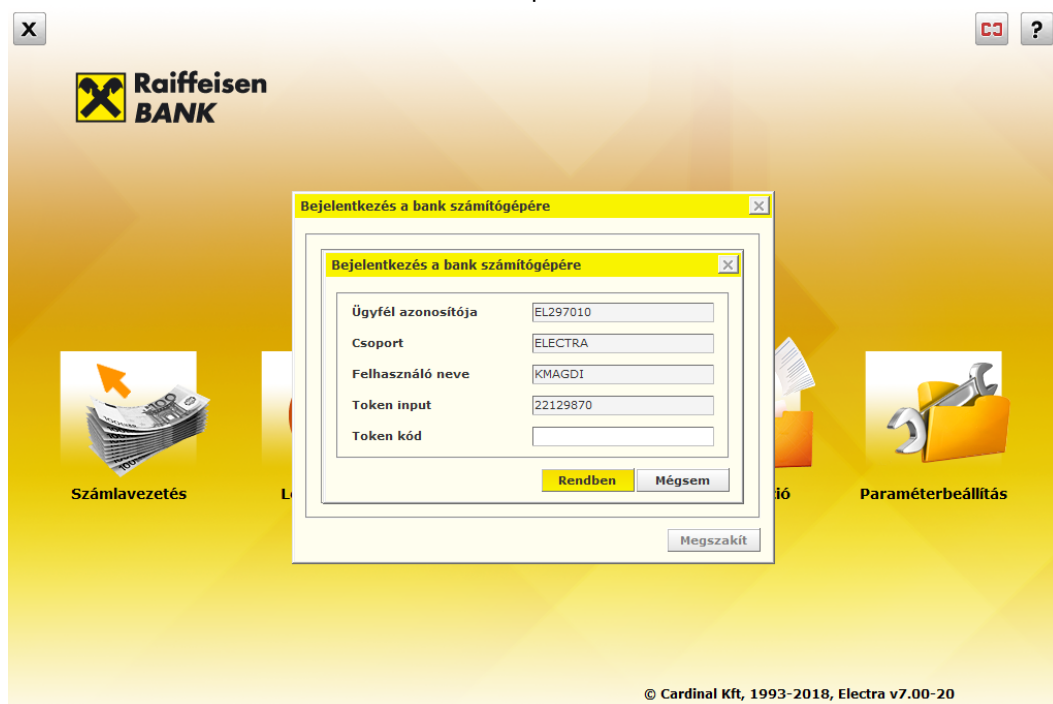 X
?
Raiffeisen
BANK
Bejelentkezés a bank számítógépére
Bejelentkezés a bank számítógépére
Ügyfél azonosítója EL297010
Csoport ELECTRA
Felhasználó neve KMAGDI
Token input 22129870
Token kód
Rendben Mégsem
Megszakít
Számlavezetés
Paraméterbeállítás
© Cardinal Kft, 1993-2018, Electra v7.00-20